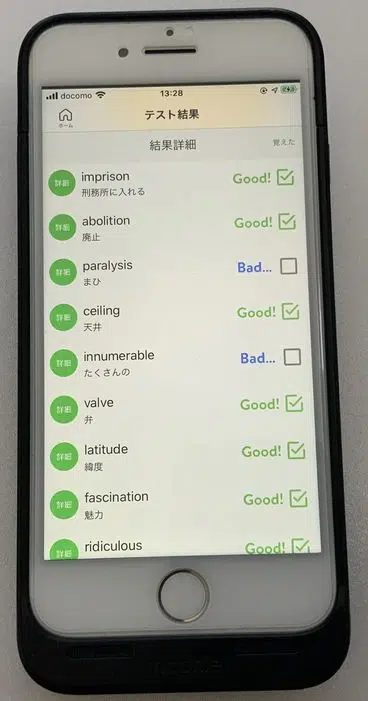 docomo
13:28
ホーム
テスト結果
結果詳細
覚えた
詳細
imprison
刑務所に入れる
Good!
詳細
abolition
廃止
Good!
詳細
paralysis
まひ
Bad...
詳細
ceiling
天井
Good!
詳細
innumerable
たくさんの
Bad...
詳細
valve
弁
Good!
詳細
latitude
緯度
Good!
詳細
fascination
魅力
Good!
詳細
ridiculous
Good!